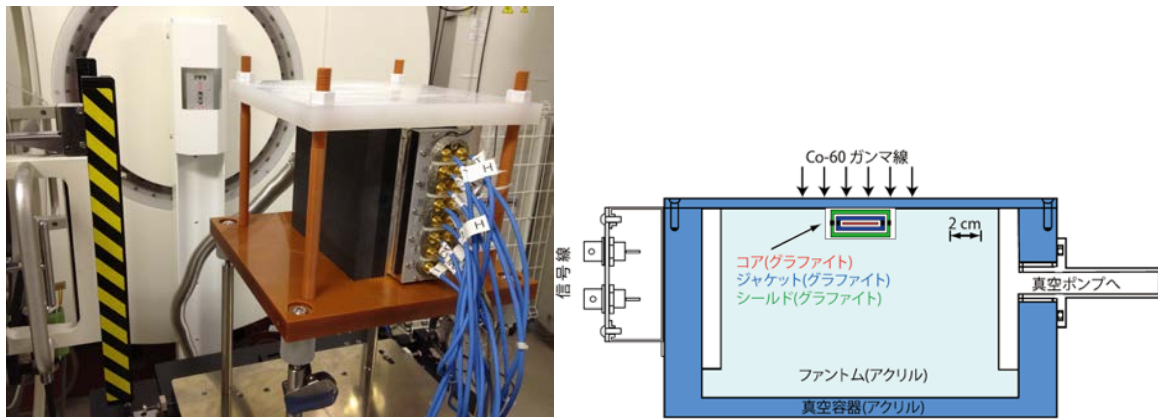 H
H
Co-60 ガンマ線
2 cm
コア(グラファイト)
ジャケット(グラファイト)
シールド(グラファイト)
信号線
真空ポンプへ
ファントム(アクリル)
真空容器(アクリル)